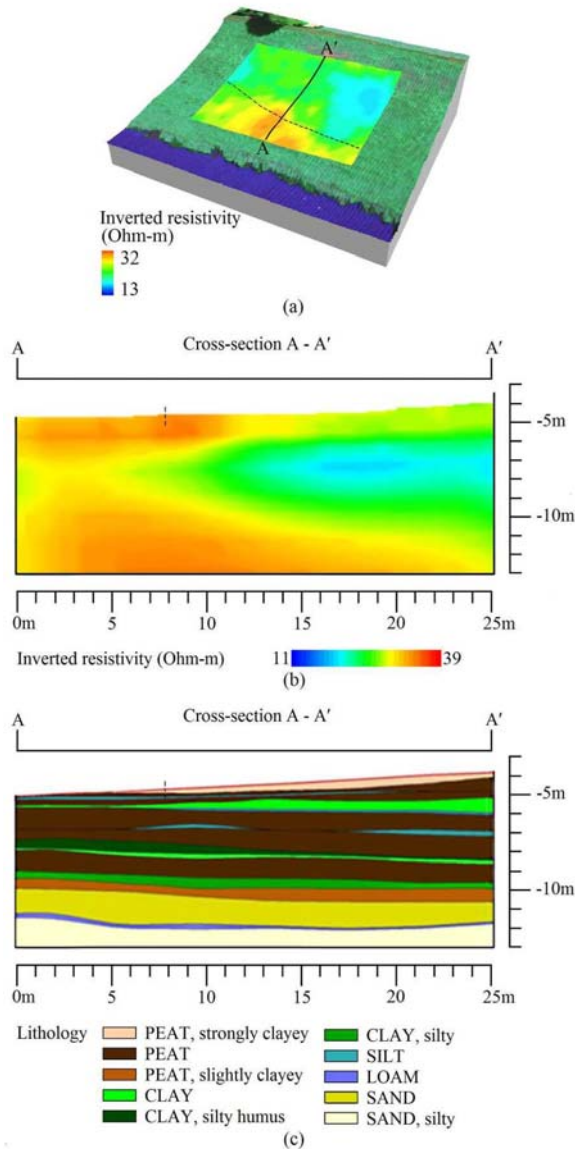 A'
A
Inverted resistivity
(Ohm-m)
32
13
(a)
A Cross-section A - A' A'
-5m
-10m
0m 5 10 15 20 25m
Inverted resistivity (Ohm-m) 11 39
(b)
A Cross-section A - A' A'
-5m
-10m
0m 5 10 15 20 25m
Lithology PEAT, strongly clayey CLAY, silty
PEAT SILT
PEAT, slightly clayey LOAM
CLAY SAND
CLAY, silty humus SAND, silty
(c)